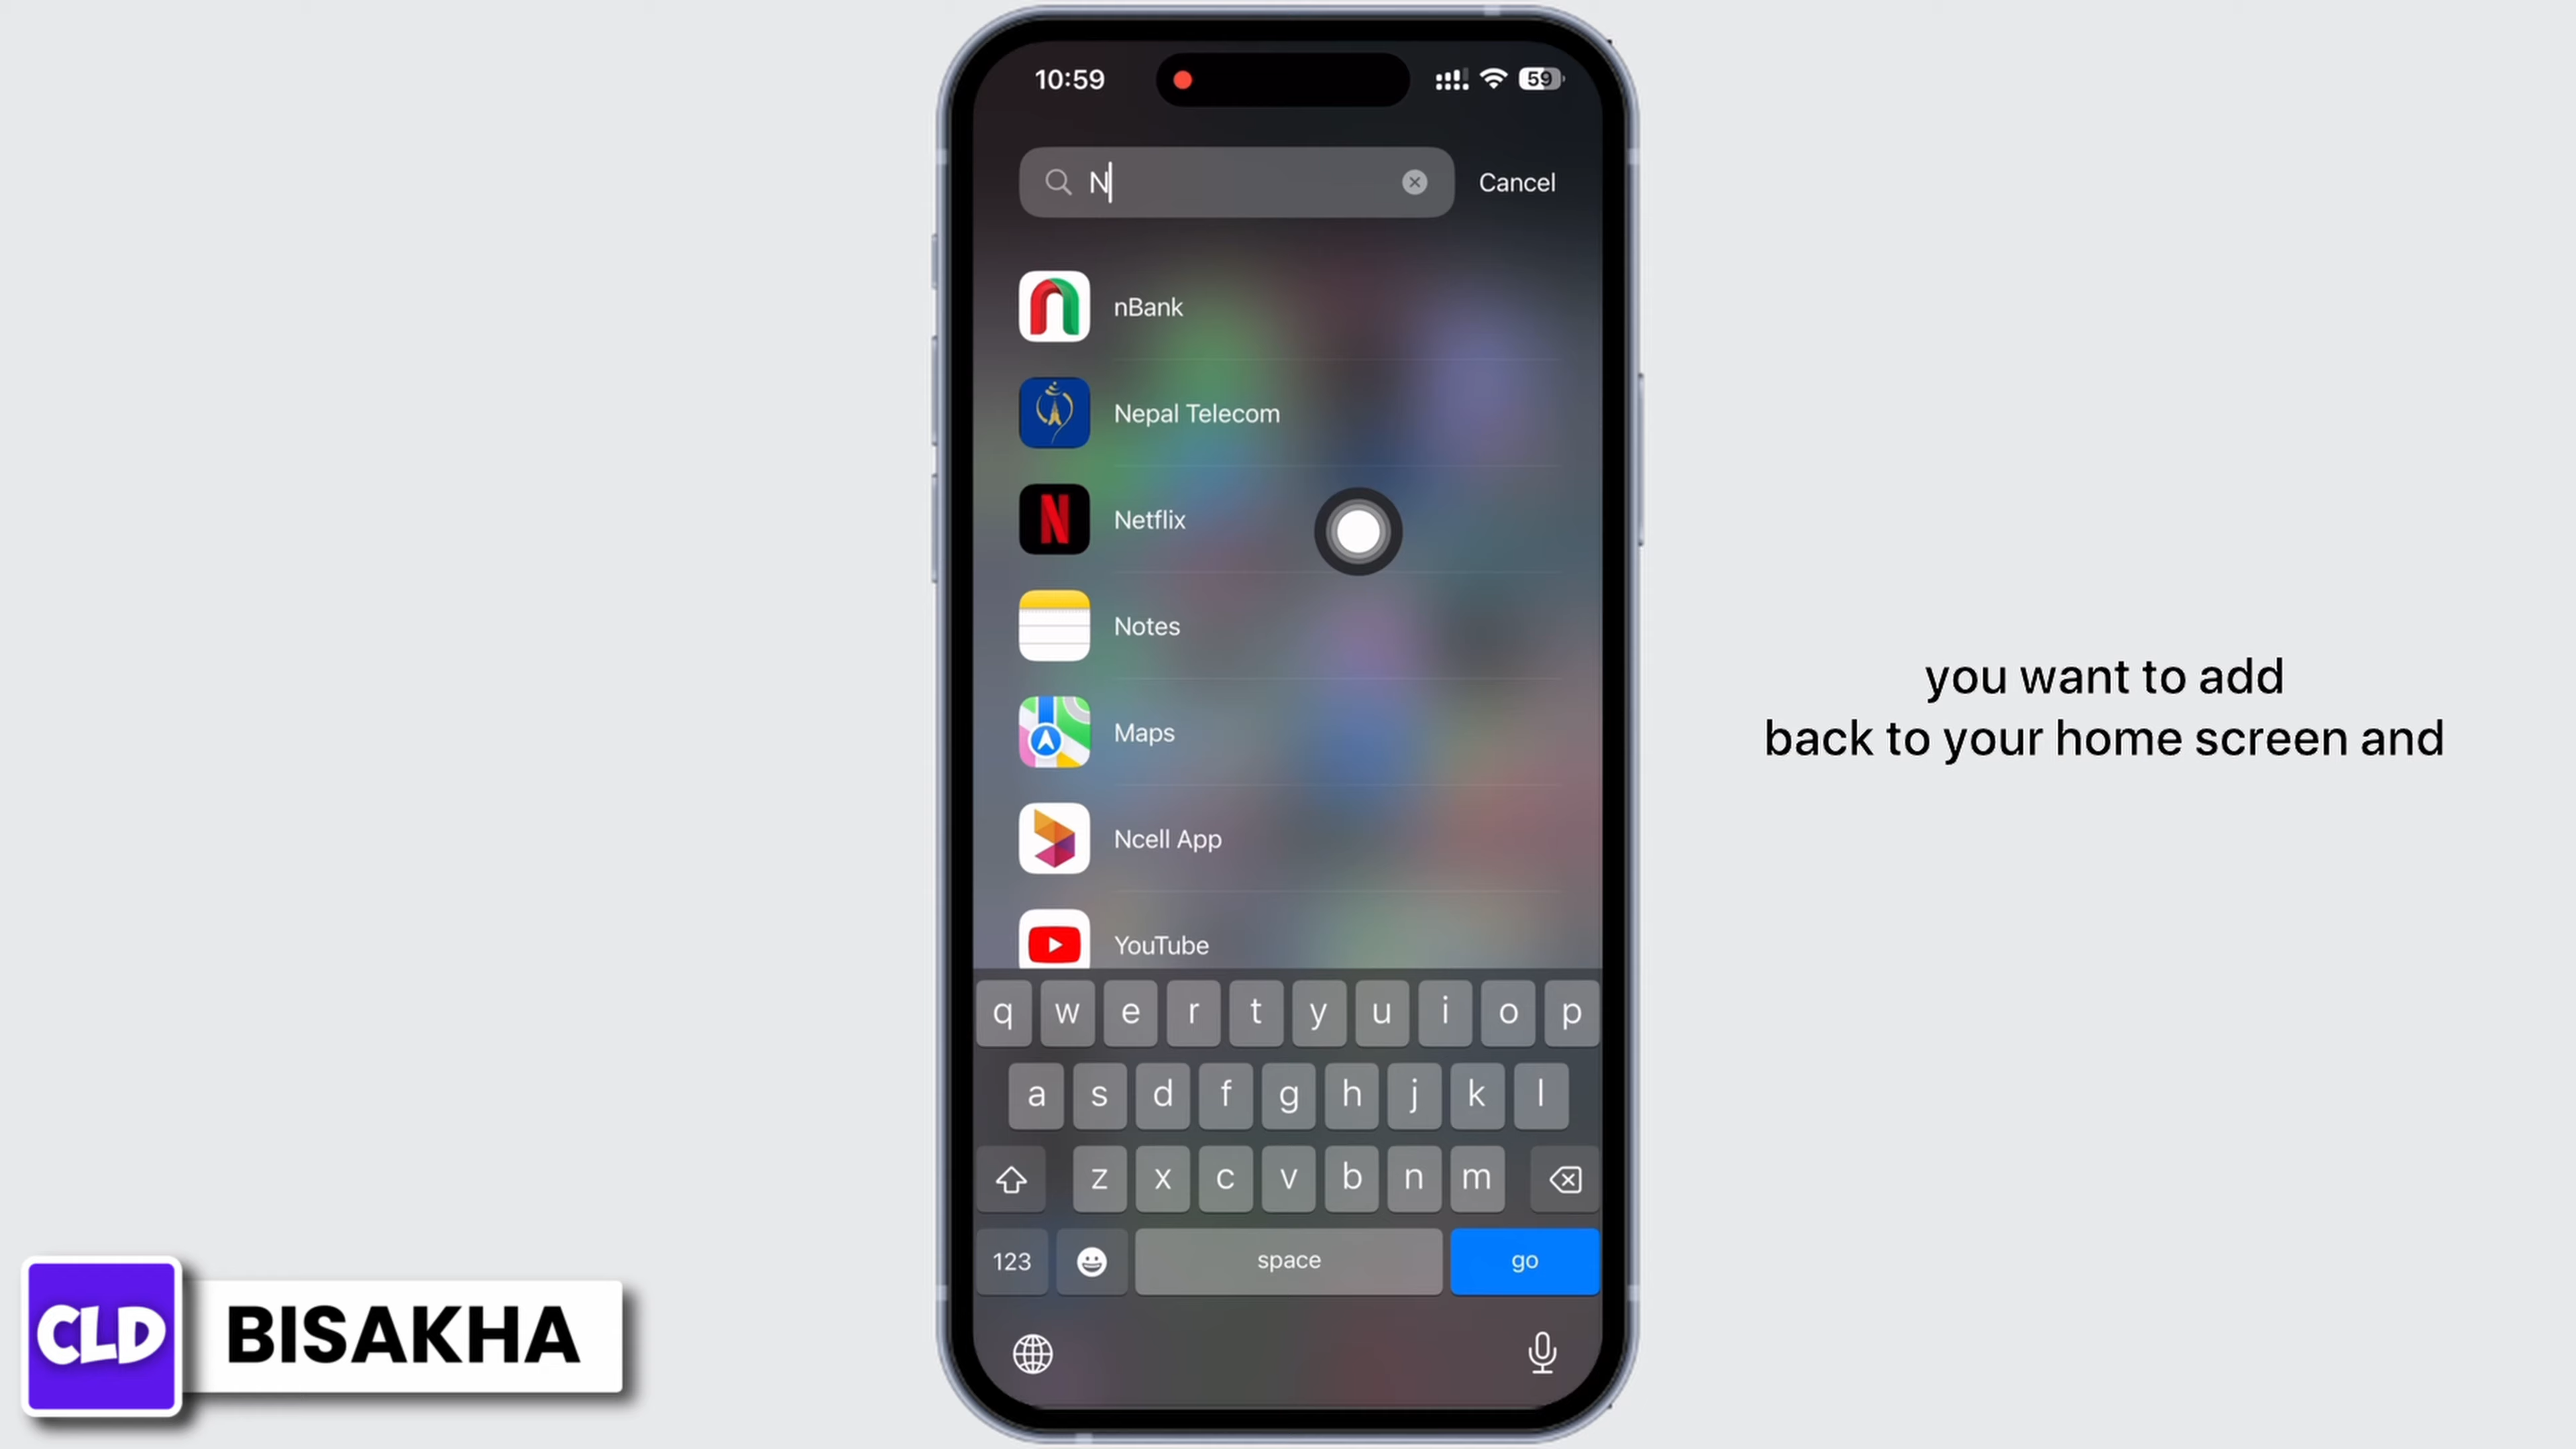 10:59
59
N
Cancel
nBank
Nepal Telecom
N
Netflix
Notes
Maps
Ncell App
YouTube
you want to add
back to your home screen and
q w e r t y u i o p
a s d f g h j k l
z x c v b n m
123 space go
CLD BISAKHA